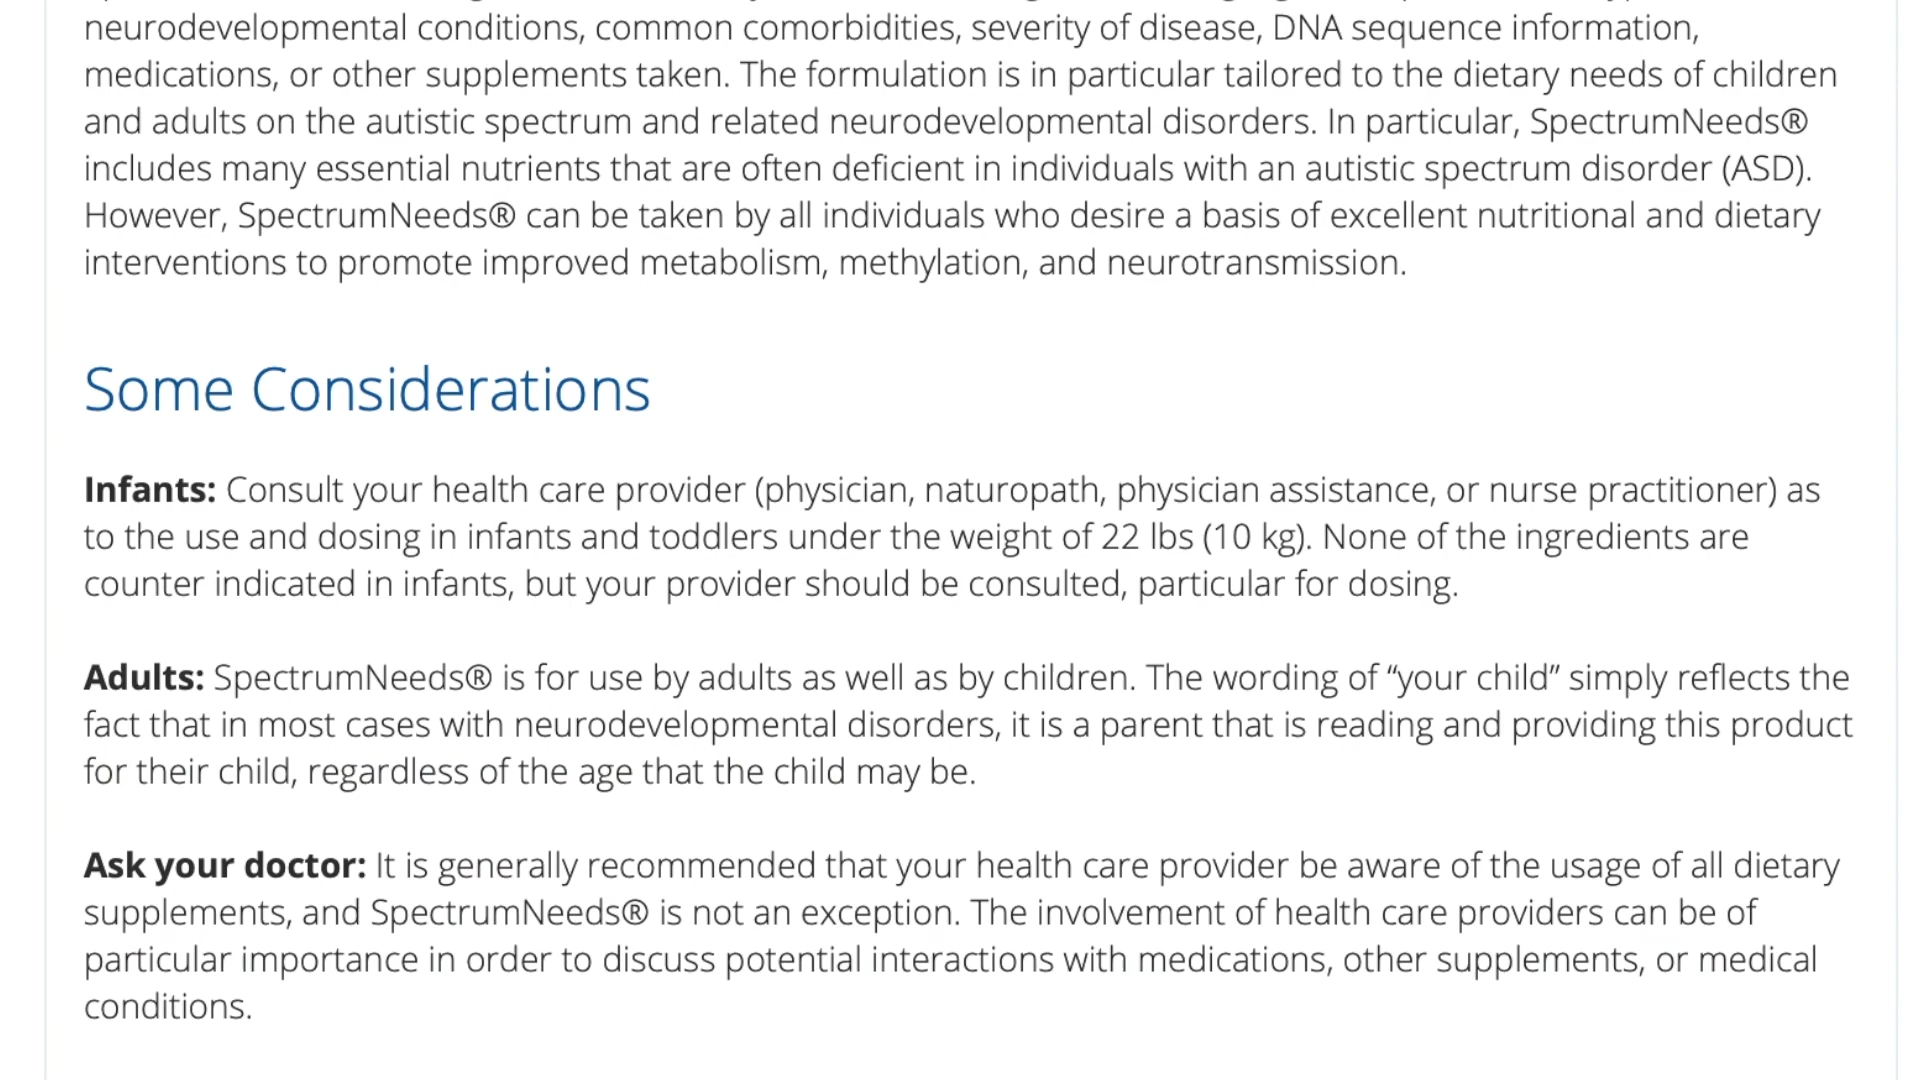 neurodevelopmental conditions, common comorbidities, severity of disease, DNA sequence information,
medications, or other supplements taken. The formulation is in particular tailored to the dietary needs of children
and adults on the autistic spectrum and related neurodevelopmental disorders. In particular, SpectrumNeeds®
includes many essential nutrients that are often deficient in individuals with an autistic spectrum disorder (ASD).
However, SpectrumNeeds® can be taken by all individuals who desire a basis of excellent nutritional and dietary
interventions to promote improved metabolism, methylation, and neurotransmission.
Some Considerations
Infants: Consult your health care provider (physician, naturopath, physician assistance, or nurse practitioner) as
to the use and dosing in infants and toddlers under the weight of 22 lbs (10 kg). None of the ingredients are
counter indicated in infants, but your provider should be consulted, particular for dosing.
Adults: SpectrumNeeds® is for use by adults as well as by children. The wording of “your child” simply reflects the
fact that in most cases with neurodevelopmental disorders, it is a parent that is reading and providing this product
for their child, regardless of the age that the child may be.
Ask your doctor: It is generally recommended that your health care provider be aware of the usage of all dietary
supplements, and SpectrumNeeds® is not an exception. The involvement of health care providers can be of
particular importance in order to discuss potential interactions with medications, other supplements, or medical
conditions.